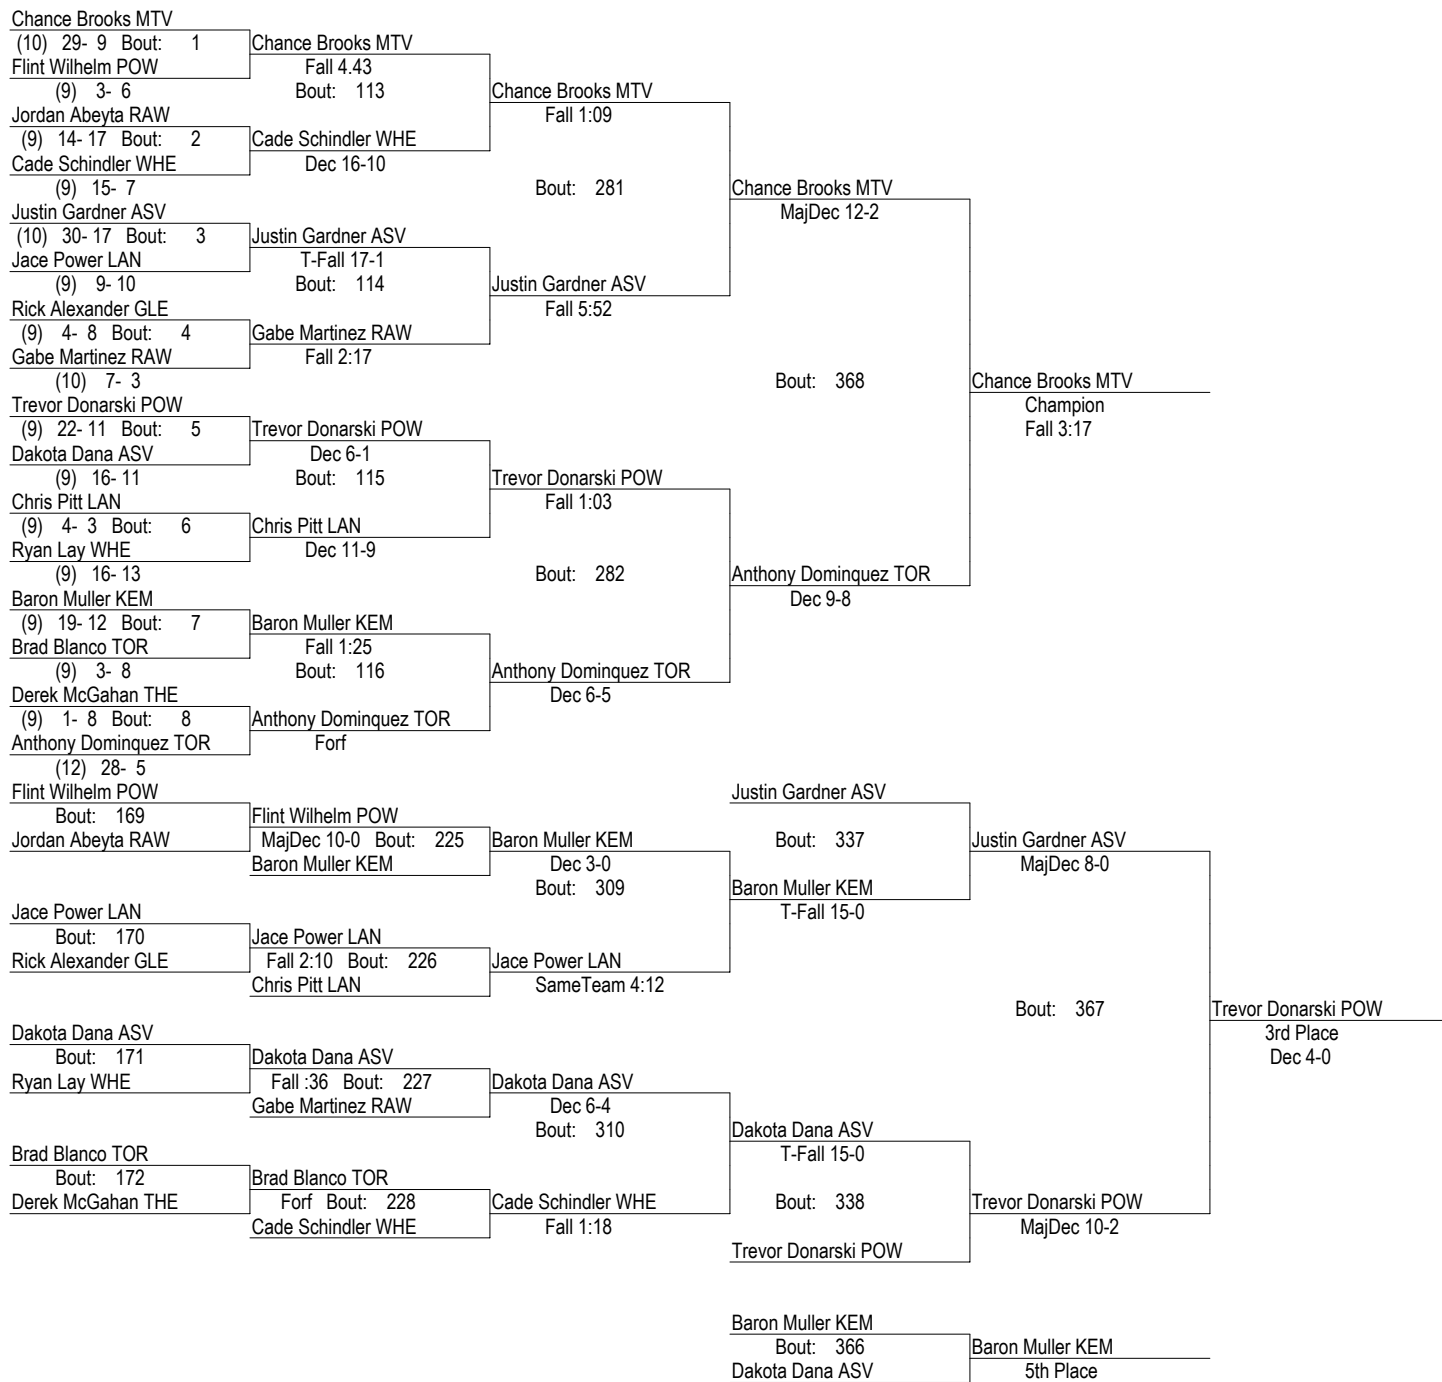 Chance Brooks MTV
(10) 29- 9 Bout: 1 Chance Brooks MTV
Flint Wilhelm POW Fall 4.43
(9) 3- 6 Bout: 113 Chance Brooks MTV
Jordan Abeyta RAW Fall 1:09
(9) 14- 17 Bout: 2 Cade Schindler WHE
Cade Schindler WHE Dec 16-10
(9) 15- 7 Bout: 281 Chance Brooks MTV
Justin Gardner ASV MajDec 12-2
(10) 30- 17 Bout: 3 Justin Gardner ASV
Jace Power LAN T-Fall 17-1
(9) 9- 10 Bout: 114 Justin Gardner ASV
Rick Alexander GLE Fall 5:52
(9) 4- 8 Bout: 4 Gabe Martinez RAW
Gabe Martinez RAW Fall 2:17
(10) 7- 3 Bout: 368 Chance Brooks MTV
Trevor Donarski POW Champion
(9) 22- 11 Bout: 5 Trevor Donarski POW Fall 3:17
Dakota Dana ASV Dec 6-1
(9) 16- 11 Bout: 115 Trevor Donarski POW
Chris Pitt LAN Fall 1:03
(9) 4- 3 Bout: 6 Chris Pitt LAN
Ryan Lay WHE Dec 11-9
(9) 16- 13 Bout: 282 Anthony Dominquez TOR
Baron Muller KEM Dec 9-8
(9) 19- 12 Bout: 7 Baron Muller KEM
Brad Blanco TOR Fall 1:25
(9) 3- 8 Bout: 116 Anthony Dominquez TOR
Derek McGahan THE Dec 6-5
(9) 1- 8 Bout: 8 Anthony Dominquez TOR
Anthony Dominquez TOR Forf
(12) 28- 5
Flint Wilhelm POW Justin Gardner ASV
Bout: 169 Flint Wilhelm POW
Jordan Abeyta RAW MajDec 10-0 Bout: 225 Baron Muller KEM Bout: 337 Justin Gardner ASV
Baron Muller KEM Dec 3-0 MajDec 8-0
Bout: 309 Baron Muller KEM
Jace Power LAN T-Fall 15-0
Bout: 170 Jace Power LAN
Rick Alexander GLE Fall 2:10 Bout: 226 Jace Power LAN
Chris Pitt LAN SameTeam 4:12
Bout: 367 Trevor Donarski POW
Dakota Dana ASV 3rd Place
Bout: 171 Dakota Dana ASV Dec 4-0
Ryan Lay WHE Fall :36 Bout: 227 Dakota Dana ASV
Gabe Martinez RAW Dec 6-4
Bout: 310 Dakota Dana ASV
Brad Blanco TOR T-Fall 15-0
Bout: 172 Brad Blanco TOR
Derek McGahan THE Forf Bout: 228 Cade Schindler WHE Bout: 338 Trevor Donarski POW
Cade Schindler WHE Fall 1:18 MajDec 10-2
Trevor Donarski POW
Baron Muller KEM
Bout: 366 Baron Muller KEM
Dakota Dana ASV 5th Place